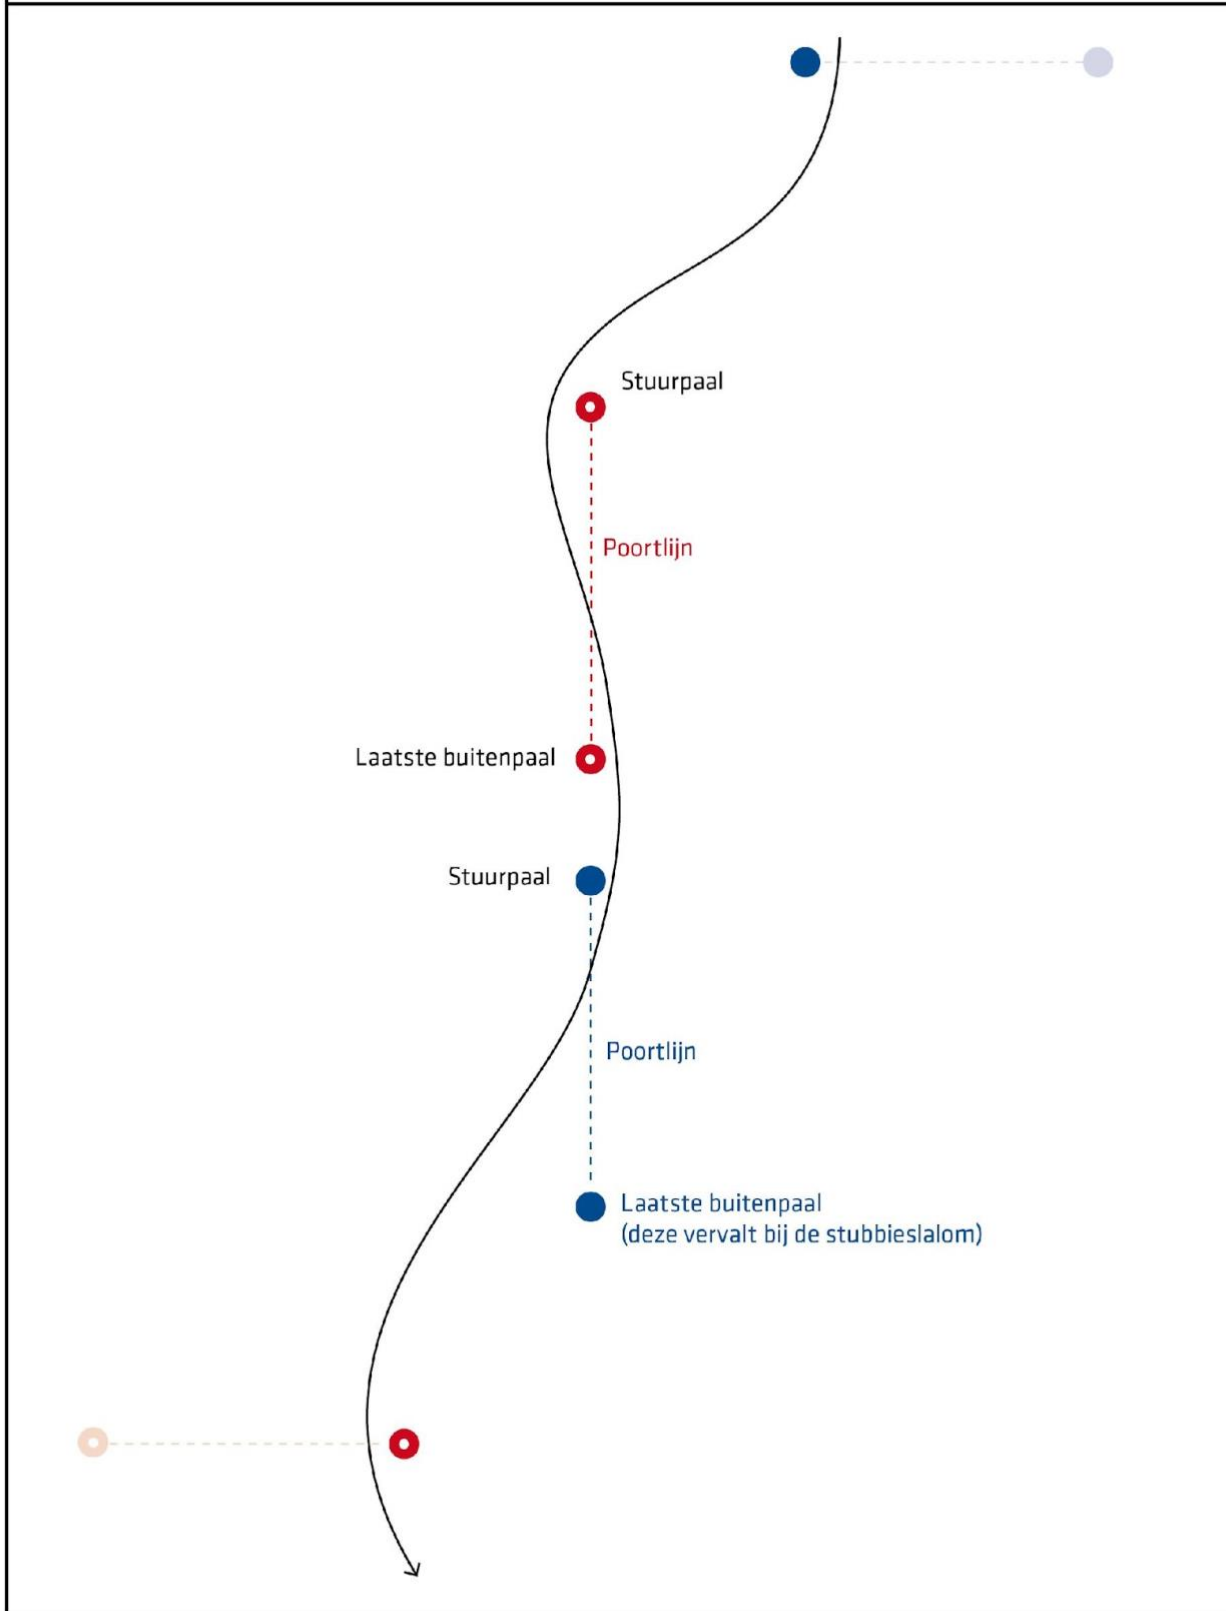 Stuurpaal
Poortlijn
Laatste buitenpaal
Stuurpaal
Poortlijn
Laatste buitenpaal
(deze vervalt bij de stubbieslalom)